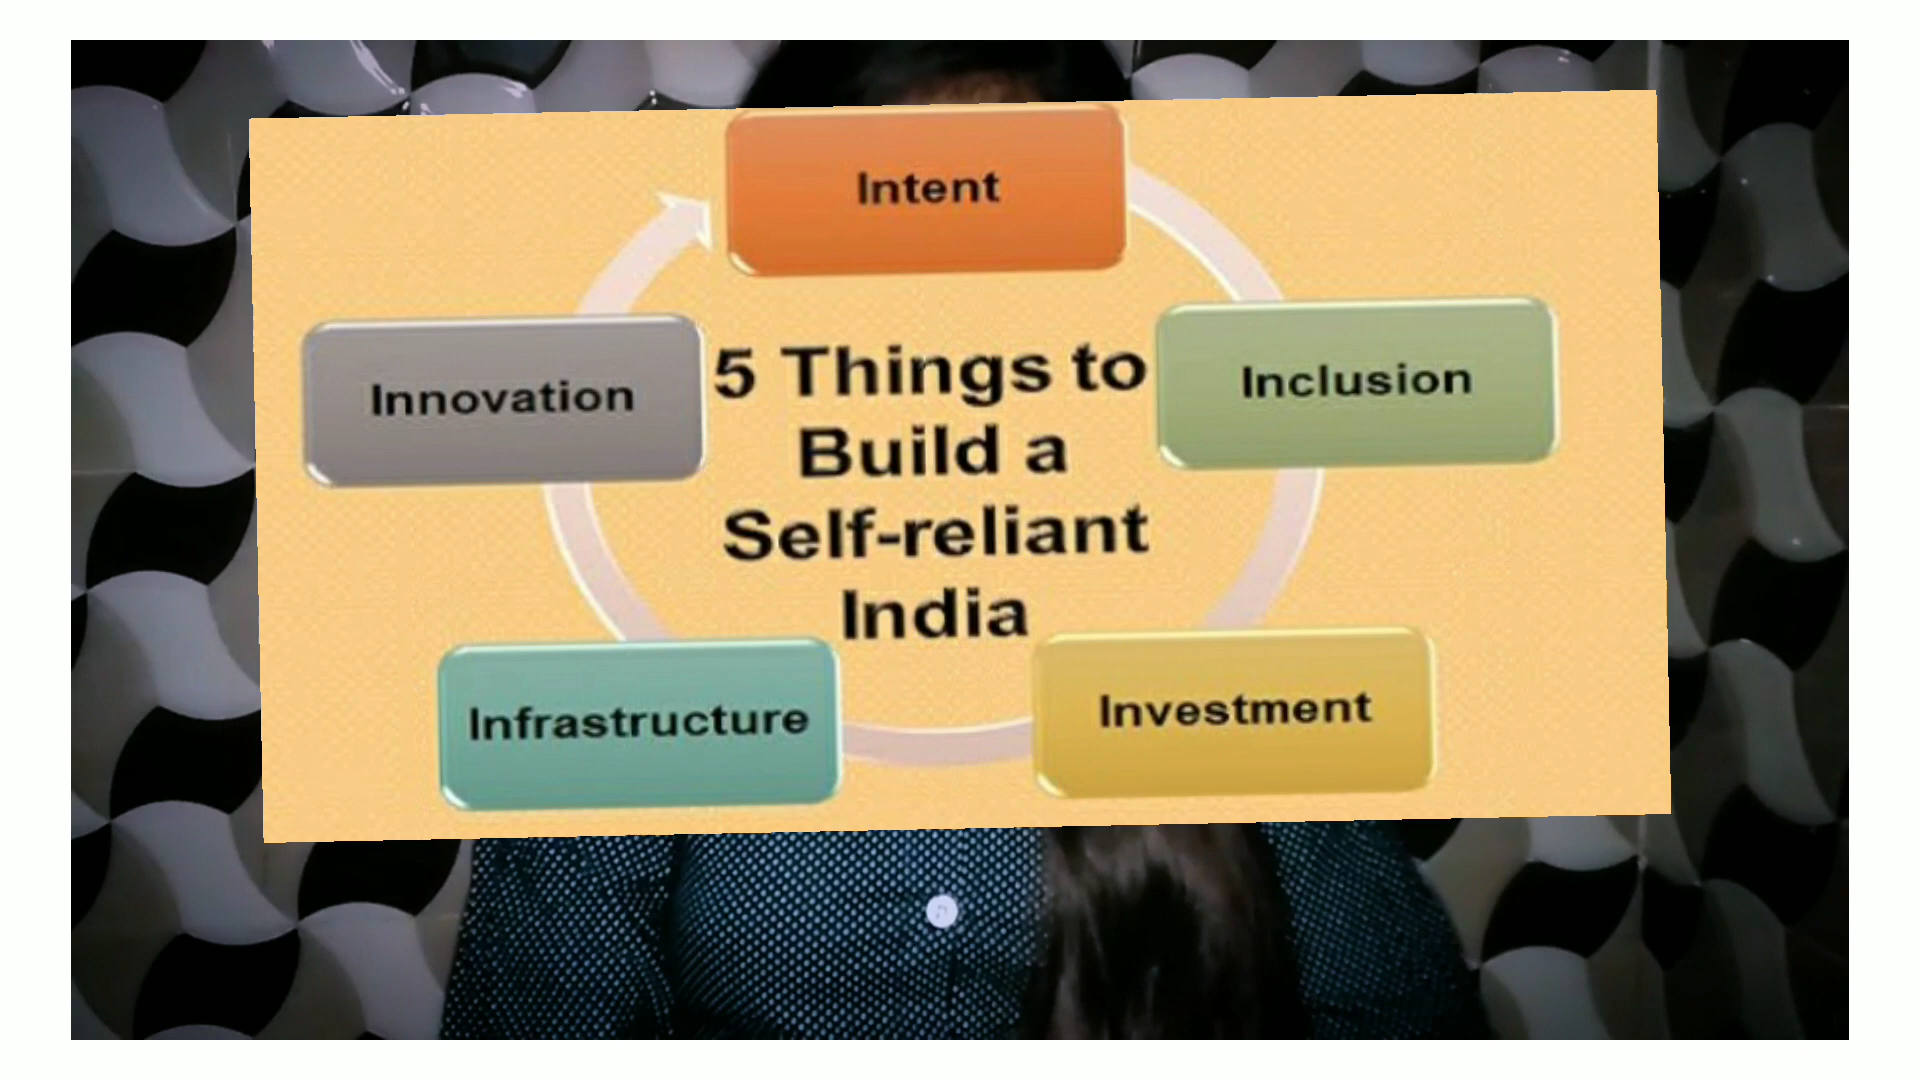 Intent
Innovation
Inclusion
5 Things to
Build a
Self-reliant
India
Infrastructure
Investment